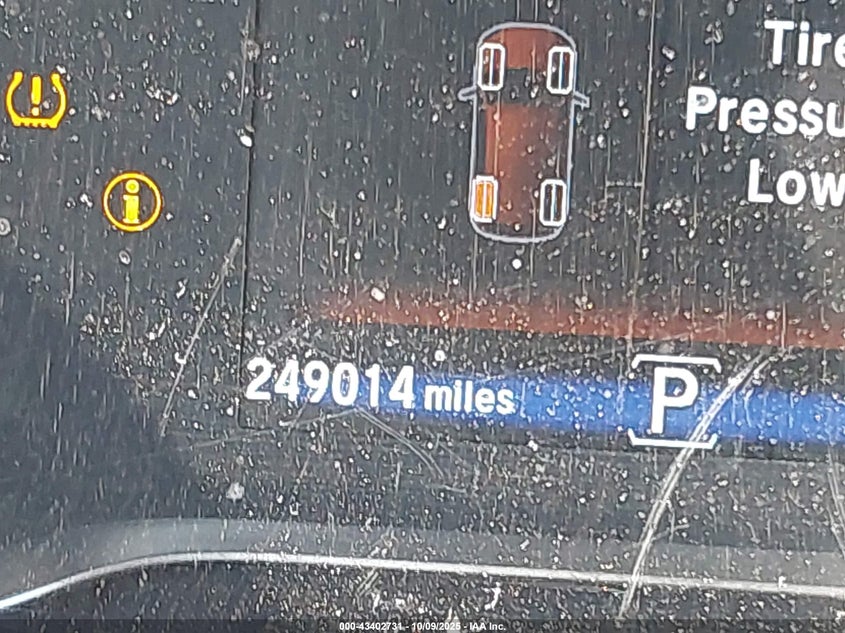 Tire
Pressu
Low
249014 miles
P
000-43402731 - 10/09/2025 - IAA Inc.